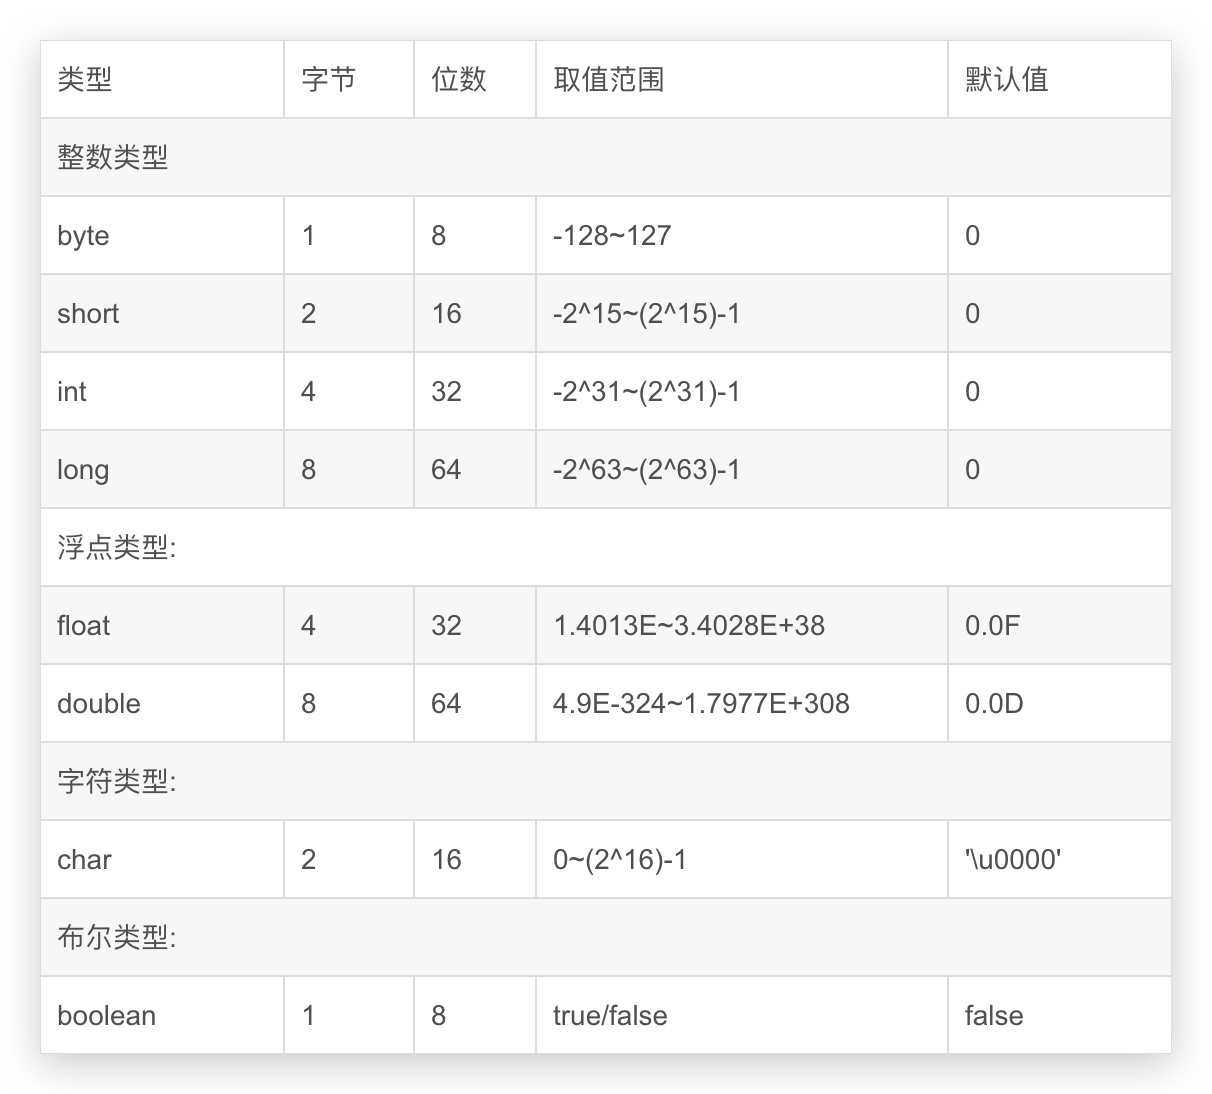 类型 字节 位数 取值范围 默认值
整数类型
byte 1 8 -128~127 0
short 2 16 -2^15~(2^15)-1 0
int 4 32 -2^31~(2^31)-1 0
long 8 64 -2^63~(2^63)-1 0
浮点类型:
float 4 32 1.4013E~3.4028E+38 0.0F
double 8 64 4.9E-324~1.7977E+308 0.0D
字符类型:
char 2 16 0~(2^16)-1 '\u0000'
布尔类型:
boolean 1 8 true/false false